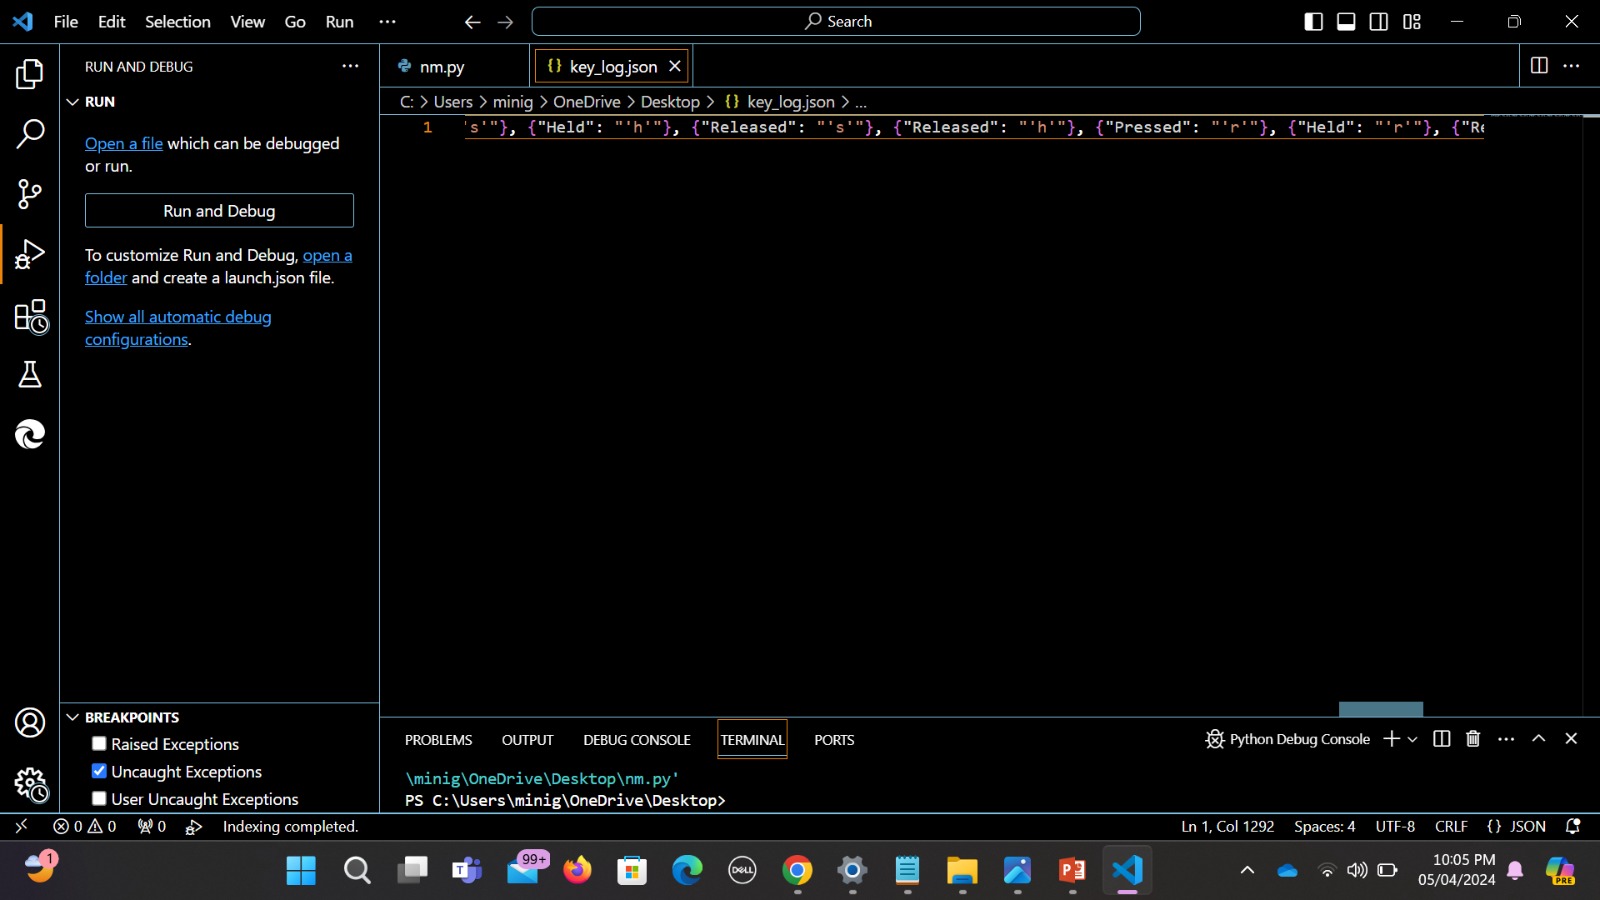 File Edit Selection View Go Run ··· Search
RUN AND DEBUG ···
nm.py {} key_log.json
RUN
C: > Users > minig > OneDrive > Desktop > {} key_log.json > ...
1 's'"}, {"Held": "'h'"}, {"Released": "'s'"}, {"Released": "'h'"}, {"Pressed": "'r'"}, {"Held": "'r'"}, {"Re
Open a file which can be debugged
or run.
Run and Debug
To customize Run and Debug, open a
folder and create a launch.json file.
Show all automatic debug
configurations.
BREAKPOINTS
Raised Exceptions
Uncaught Exceptions
User Uncaught Exceptions
PROBLEMS OUTPUT DEBUG CONSOLE TERMINAL PORTS Python Debug Console
\minig\OneDrive\Desktop\nm.py'
PS C:\Users\minig\OneDrive\Desktop>
0 0 0 Indexing completed. Ln 1, Col 1292 Spaces: 4 UTF-8 CRLF {} JSON
1 99+ DELL 10:05 PM
05/04/2024
PRE